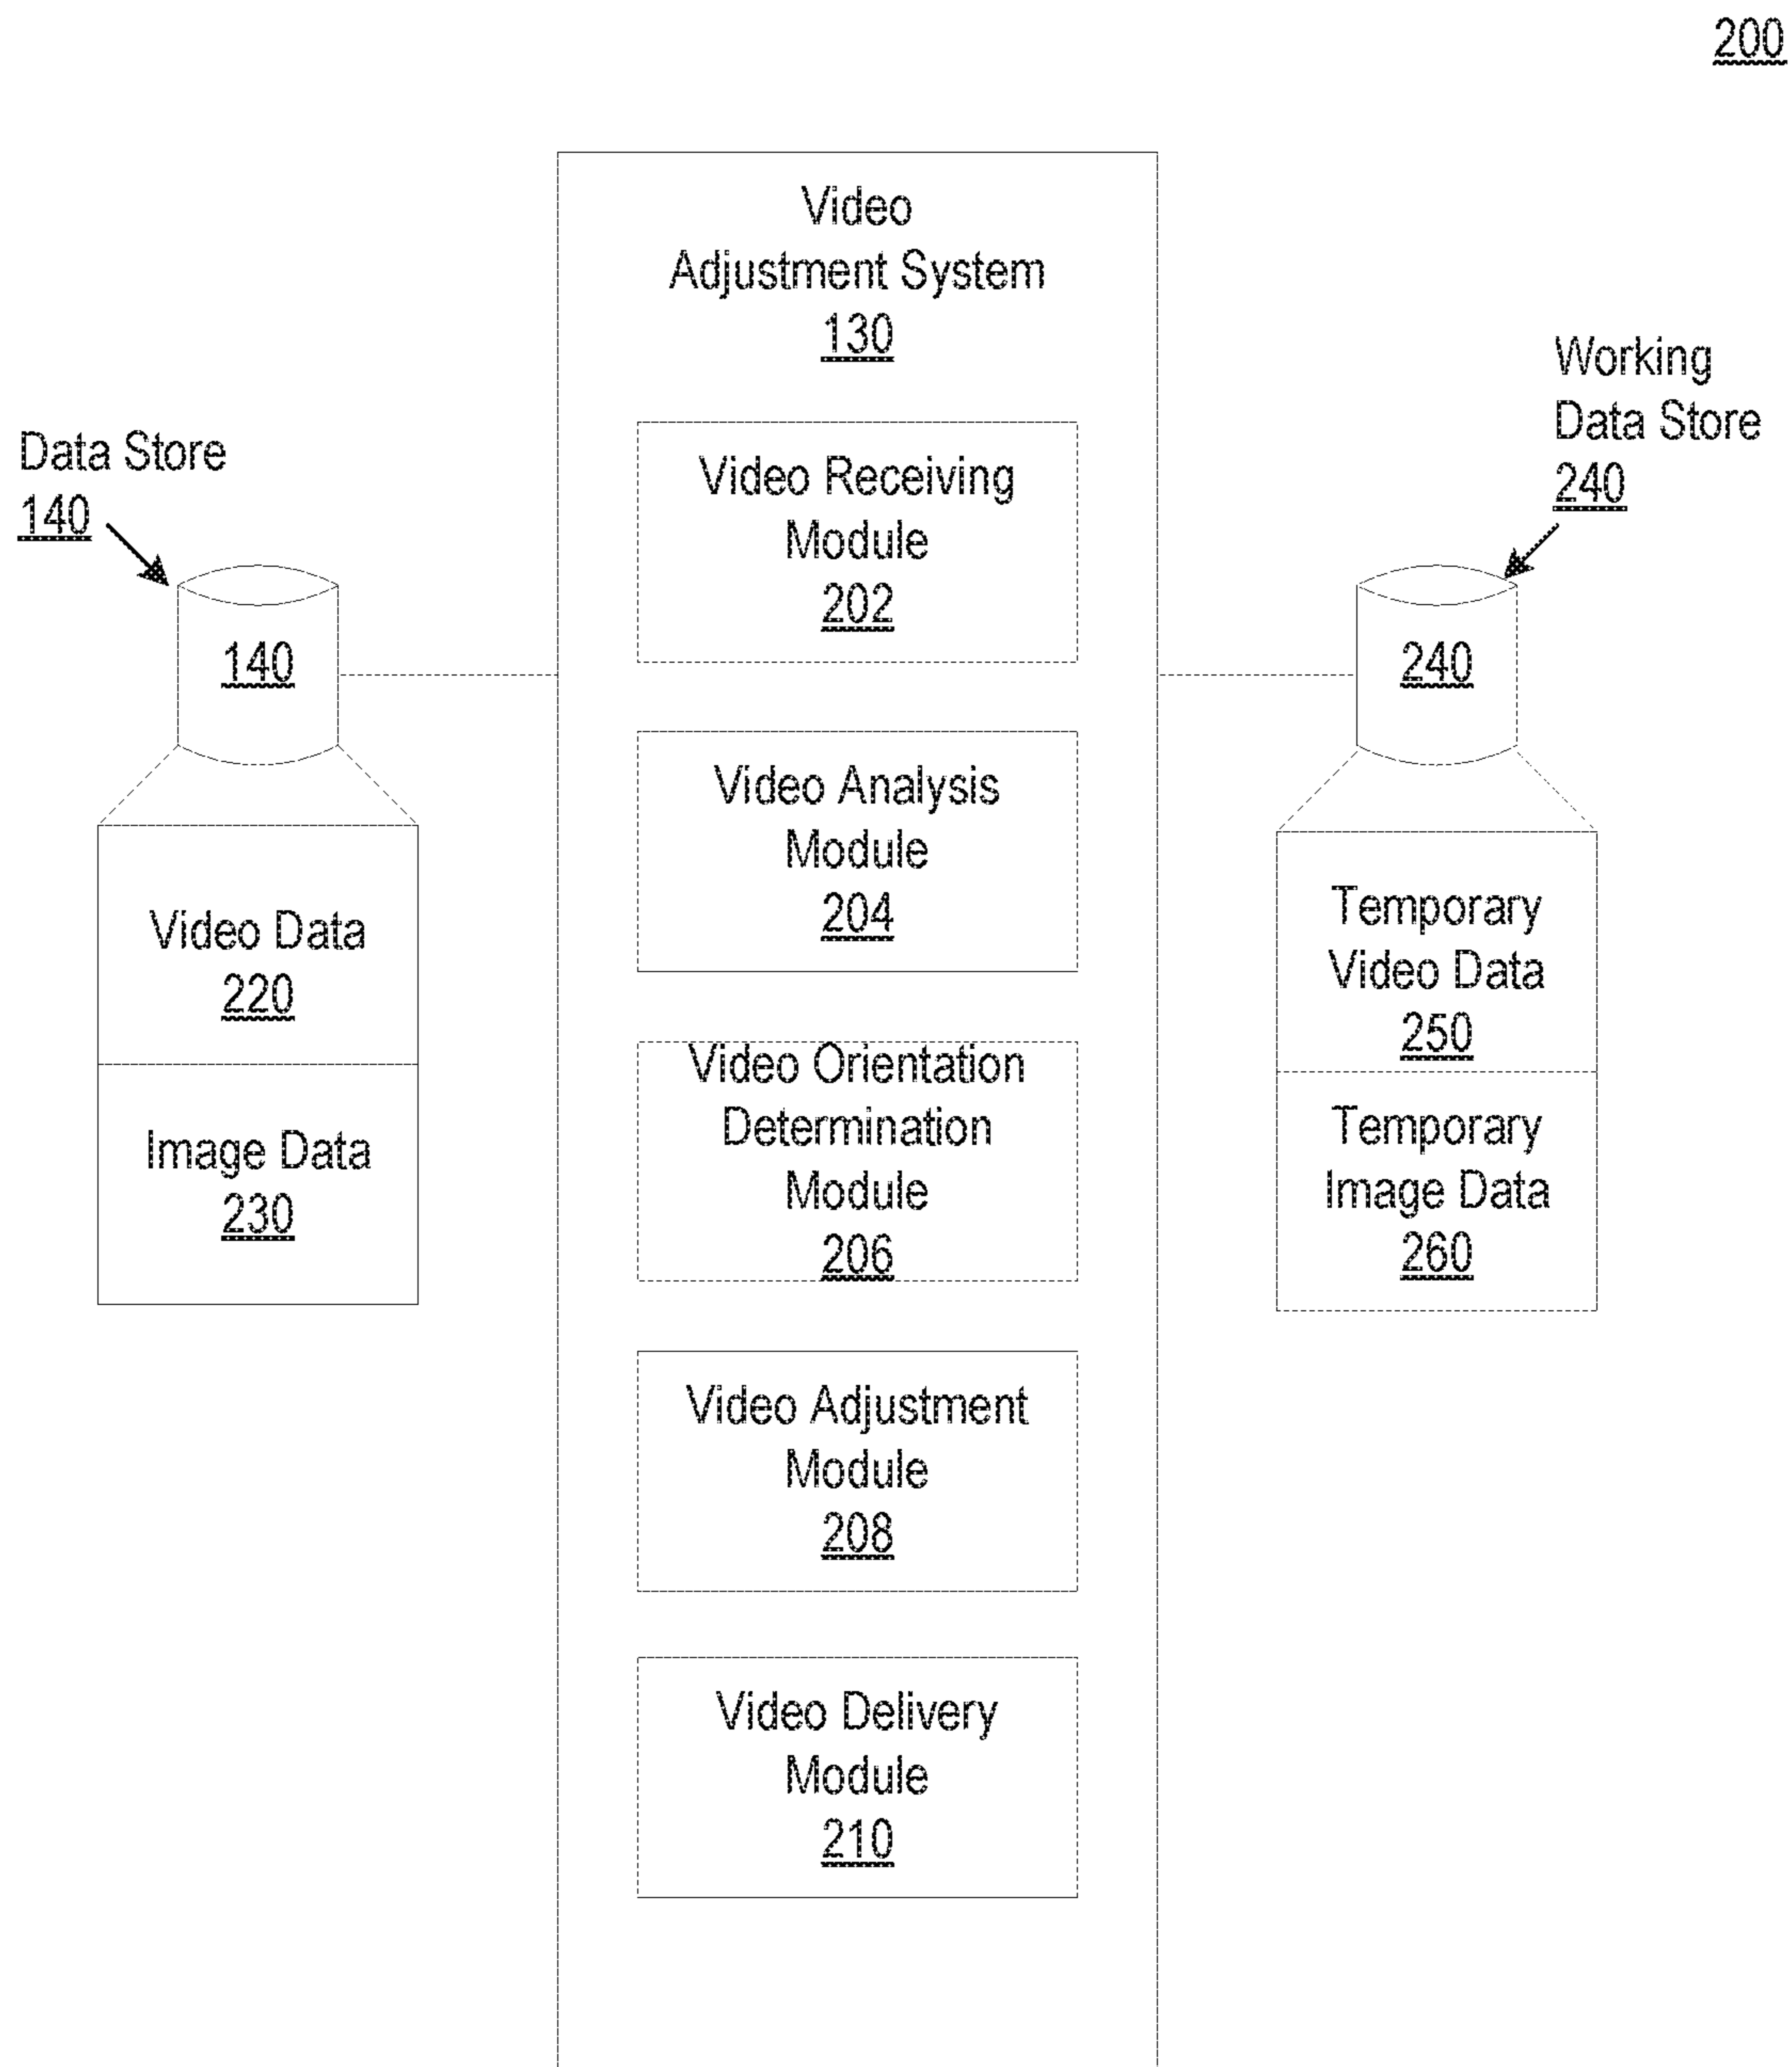 200
Video
Adjustment System
130
Data Store
140
140
Video Data
220
Image Data
230
Video Receiving
Module
202
Video Analysis
Module
204
Video Orientation
Determination
Module
206
Video Adjustment
Module
208
Video Delivery
Module
210
Working
Data Store
240
240
Temporary
Video Data
250
Temporary
Image Data
260